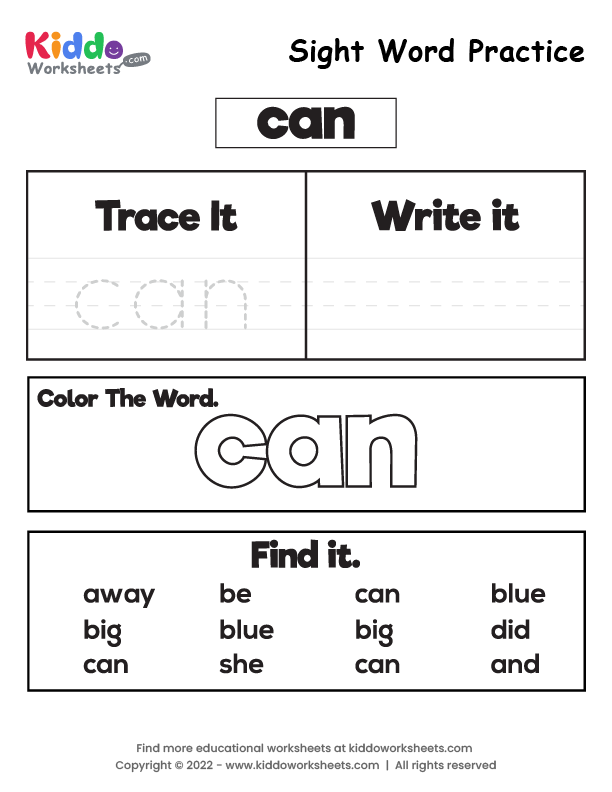 Kiddo
Worksheets.com
Sight Word Practice
can
Trace It
Write it
can
Color The Word.
can
Find it.
away be can blue
big blue big did
can she can and
Find more educational worksheets at kiddoworksheets.com
Copyright © 2022 - www.kiddoworksheets.com | All rights reserved